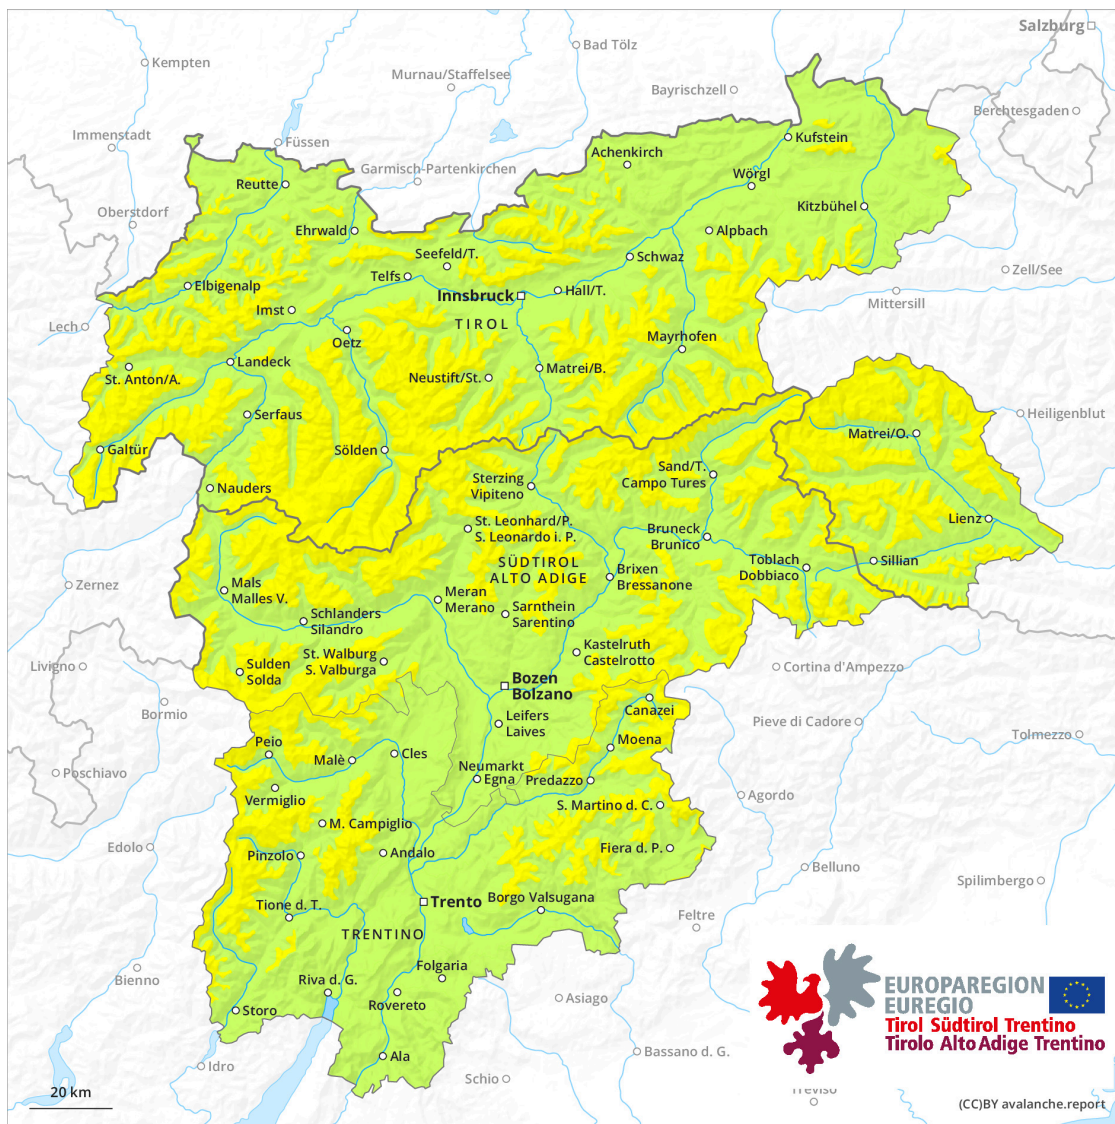 Salzburg
Bad Tölz
Kempten
Murnau/Staffelsee
Bayrischzell
Berchtesgaden
Immenstadt
Füssen
Kufstein
Achenkirch
Garmisch-Partenkirchen
Wörgl
Reutte
Oberstdorf
Kitzbühel
Ehrwald
Alpbach
Seefeld/T.
Schwaz
Zell/See
Telfs
Elbigenalp
Hall/T.
Innsbruck
Mittersill
Imst
TIROL
Lech
Oetz
Mayrhofen
Landeck
Matrei/B.
St. Anton/A.
Neustift/St.
Serfaus
Heiligenblut
Matrei/O.
Galtür
Sölden
Sand/T.
Campo Tures
Sterzing
Vipiteno
Nauders
Lienz
St. Leonhard/P.
S. Leonardo i. P.
Bruneck
Brunico
SÜDTIROL
ALTO ADIGE
Toblach
Dobbiaco
Sillian
Brixen
Bressanone
Zernez
Mals
Malles V.
Meran
Merano
Sarnthein
Sarentino
Schlanders
Silandro
Kastelruth
Castelrotto
St. Walburg
S. Valburga
Livigno
Sulden
Solda
Cortina d'Ampezzo
Bozen
Bolzano
Bormio
Canazei
Leifers
Laives
Pieve di Cadore
Tolmezzo
Moena
Peio
Cles
Malè
Poschiavo
Neumarkt
Egna
Predazzo
Vermiglio
Agordo
S. Martino d. C.
M. Campiglio
Edolo
Fiera d. P.
Pinzolo
Andalo
Belluno
Spilimbergo
Borgo Valsugana
Trento
Tione d. T.
Feltre
TRENTINO
Folgaria
Bienno
Riva d. G.
EUROPAREGION
EUREGIO
Tirol Südtirol Trentino
Tirolo Alto Adige Trentino
Asiago
Rovereto
Storo
Ala
Bassano d. G.
Idro
Schio
Treviso
20 km
(CC)BY avalanche.report